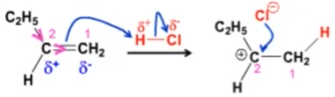 C₂H₅ 2 1 CH₂ δ⁺ δ⁻ H
δ⁺ δ⁻ H Cl
C₂H₅ Cl⊖ H ⊕ C CH₂ 2 1 H